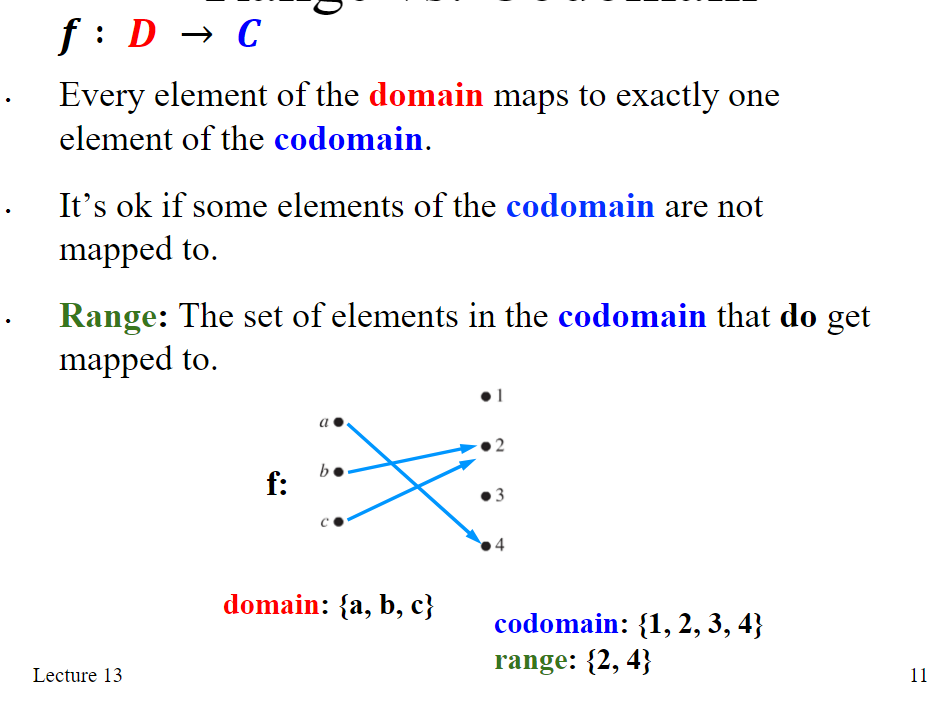 f : D → C
• Every element of the domain maps to exactly one
element of the codomain.
• It’s ok if some elements of the codomain are not
mapped to.
• Range: The set of elements in the codomain that do get
mapped to.
1
a
2
b
f:
3
c
4
domain: {a, b, c}
codomain: {1, 2, 3, 4}
range: {2, 4}
Lecture 13
11